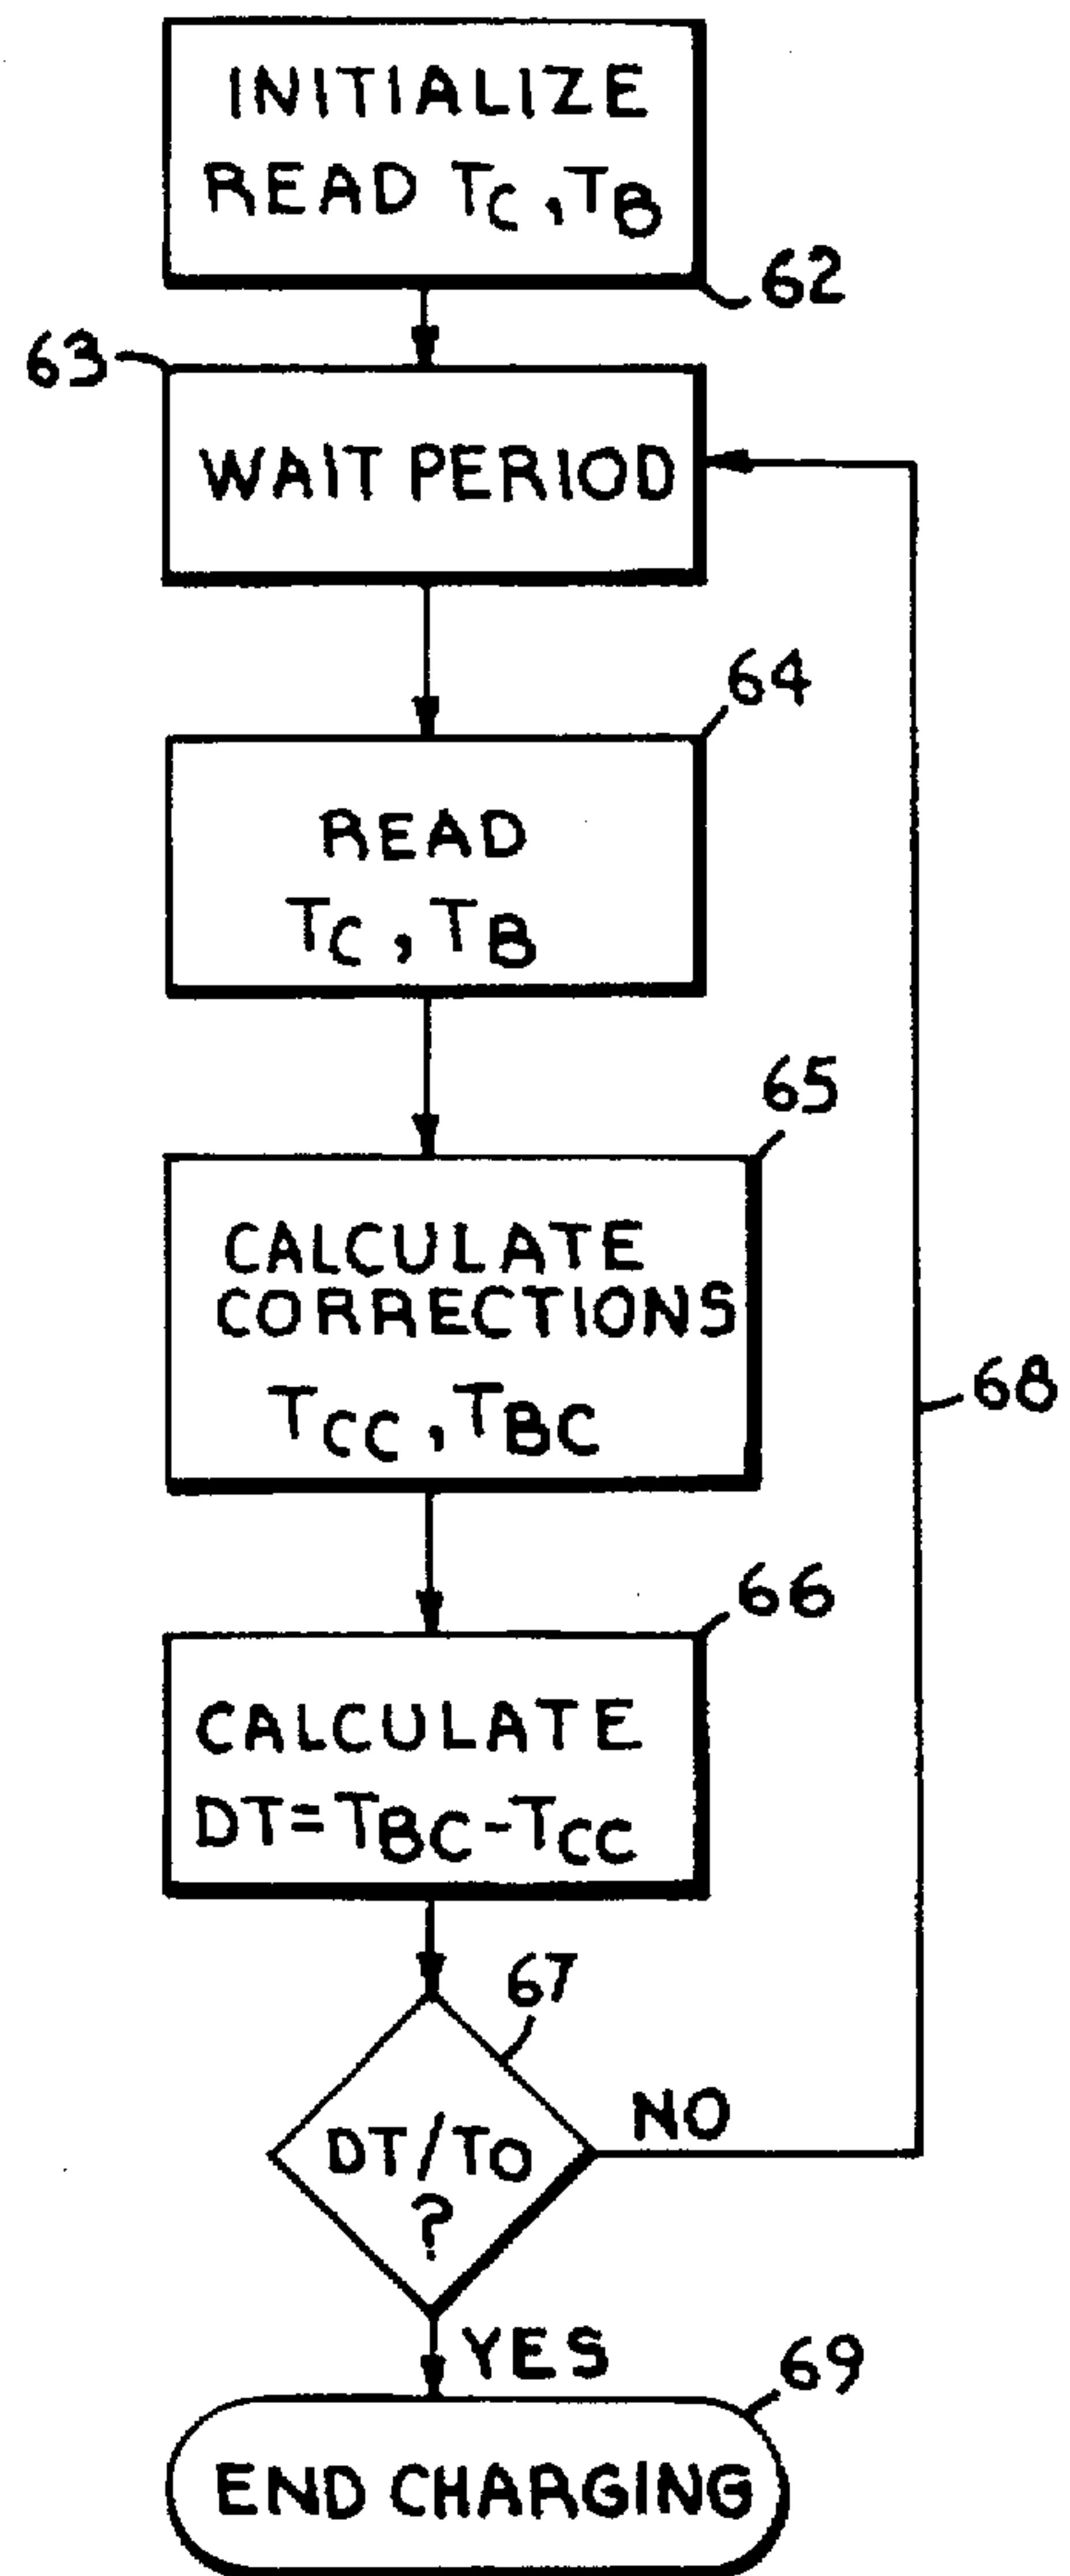 INITIALIZE
READ TC, TB
62
63
WAIT PERIOD
64
READ
TC, TB
65
CALCULATE
CORRECTIONS
TCC, TBC
68
66
CALCULATE
DT=TBC-TCC
67
NO
DT/TO
?
YES
69
END CHARGING